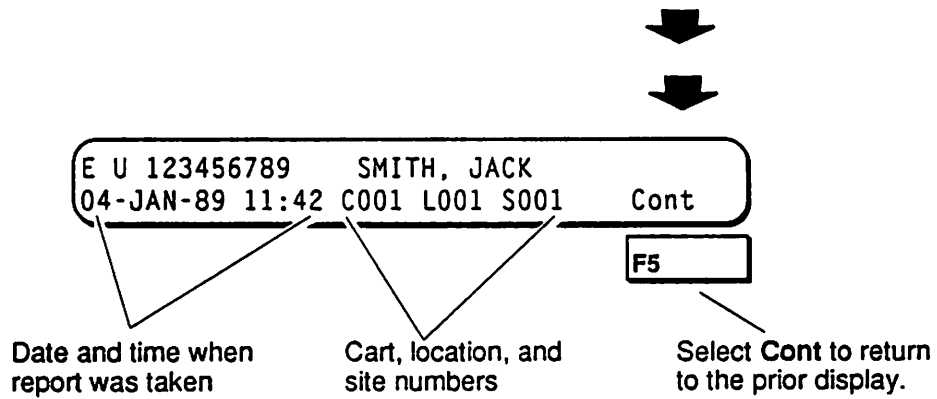 E U 123456789 SMITH, JACK
04-JAN-89 11:42 C001 L001 S001 Cont
F5
Date and time when
report was taken
Cart, location, and
site numbers
Select Cont to return
to the prior display.